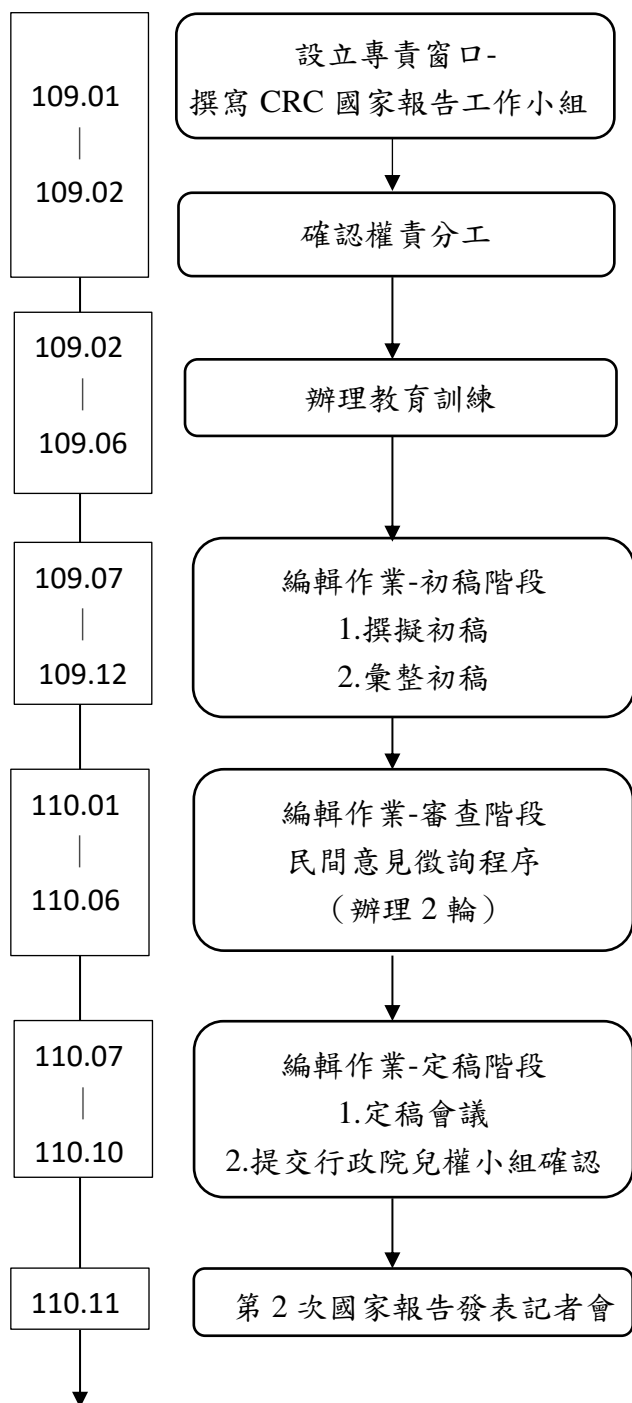 109.01
|
109.02
設立專責窗口-
撰寫 CRC 國家報告工作小組
確認權責分工
109.02
|
109.06
辦理教育訓練
109.07
|
109.12
編輯作業-初稿階段
1.撰擬初稿
2.彙整初稿
110.01
|
110.06
編輯作業-審查階段
民間意見徵詢程序
（辦理 2 輪）
110.07
|
110.10
編輯作業-定稿階段
1.定稿會議
2.提交行政院兒權小組確認
110.11
第 2 次國家報告發表記者會